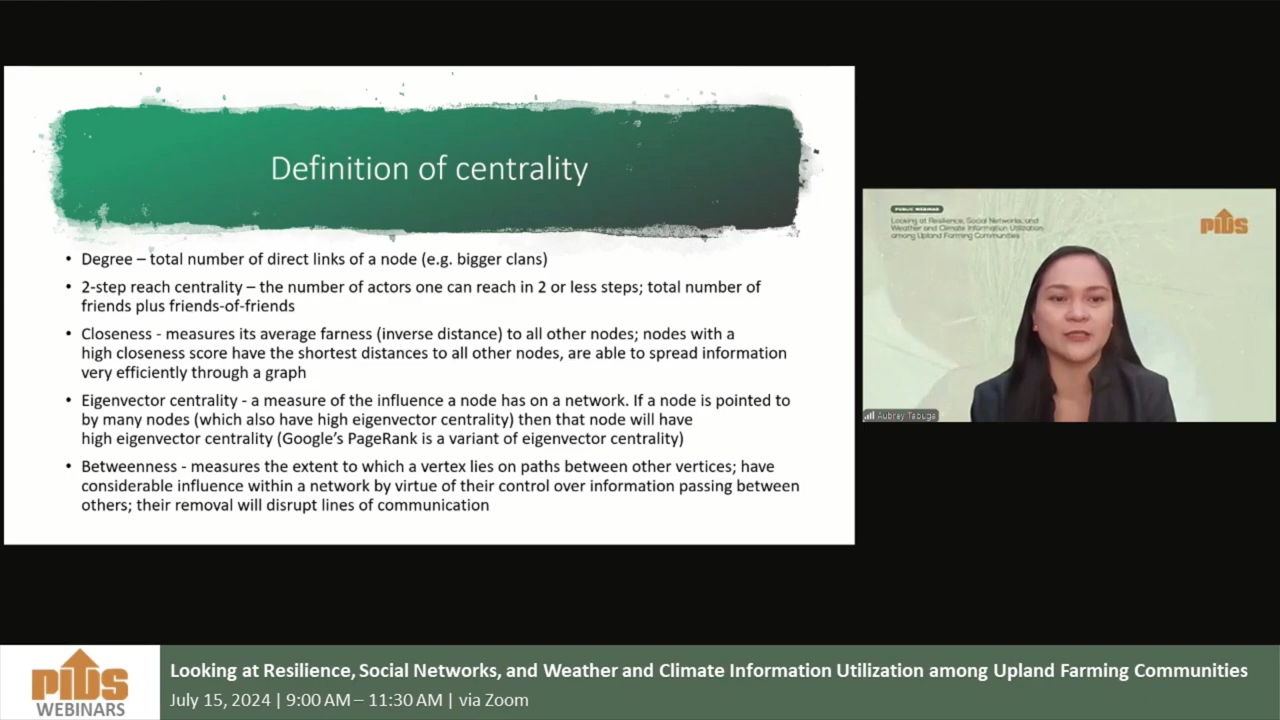 Definition of centrality
• Degree – total number of direct links of a node (e.g. bigger clans)
• 2-step reach centrality – the number of actors one can reach in 2 or less steps; total number of
friends plus friends-of-friends
• Closeness - measures its average farness (inverse distance) to all other nodes; nodes with a
high closeness score have the shortest distances to all other nodes, are able to spread information
very efficiently through a graph
• Eigenvector centrality - a measure of the influence a node has on a network. If a node is pointed to
by many nodes (which also have high eigenvector centrality) then that node will have
high eigenvector centrality (Google's PageRank is a variant of eigenvector centrality)
• Betweenness - measures the extent to which a vertex lies on paths between other vertices; have
considerable influence within a network by virtue of their control over information passing between
others; their removal will disrupt lines of communication
PUBLIC WEBINAR
Looking at Resilience, Social Networks, and
Weather and Climate Information Utilization
among Upland Farming Communities
PIDS
Aubrey Tabuga
PIDS
WEBINARS
Looking at Resilience, Social Networks, and Weather and Climate Information Utilization among Upland Farming Communities
July 15, 2024 | 9:00 AM – 11:30 AM | via Zoom